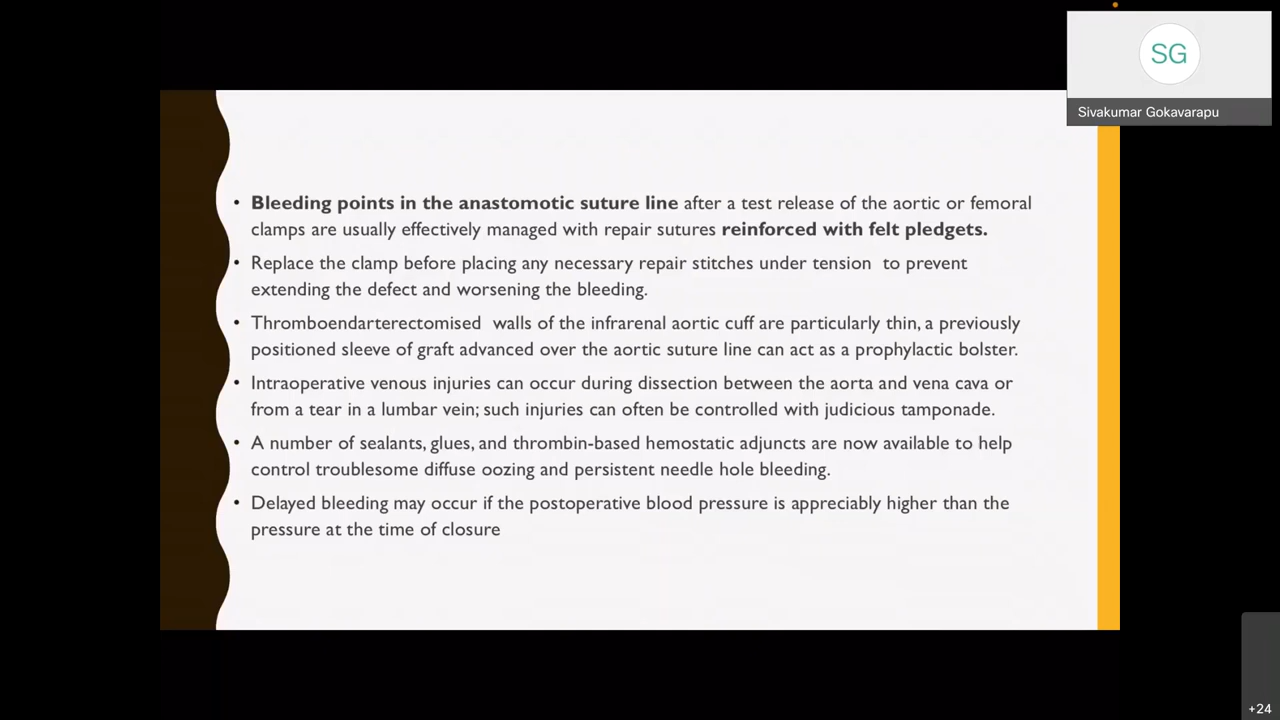 SG
Sivakumar Gokavarapu
• Bleeding points in the anastomotic suture line after a test release of the aortic or femoral
clamps are usually effectively managed with repair sutures reinforced with felt pledgets.
• Replace the clamp before placing any necessary repair stitches under tension  to prevent
extending the defect and worsening the bleeding.
• Thromboendarterectomised  walls of the infrarenal aortic cuff are particularly thin, a previously
positioned sleeve of graft advanced over the aortic suture line can act as a prophylactic bolster.
• Intraoperative venous injuries can occur during dissection between the aorta and vena cava or
from a tear in a lumbar vein; such injuries can often be controlled with judicious tamponade.
• A number of sealants, glues, and thrombin-based hemostatic adjuncts are now available to help
control troublesome diffuse oozing and persistent needle hole bleeding.
• Delayed bleeding may occur if the postoperative blood pressure is appreciably higher than the
pressure at the time of closure
+24